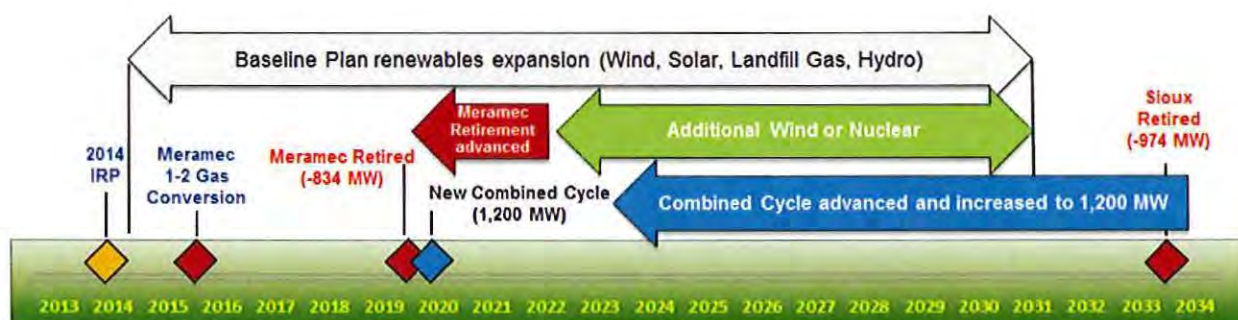 Baseline Plan renewables expansion (Wind, Solar, Landfill Gas, Hydro)
Meramec
Retirement
advanced
Additional Wind or Nuclear
Sioux
Retired
(-974 MW)
2014
IRP
Meramec
1-2 Gas
Conversion
Meramec Retired
(-834 MW)
New Combined Cycle
(1,200 MW)
Combined Cycle advanced and increased to 1,200 MW
2013 2014 2015 2016 2017 2018 2019 2020 2021 2022 2023 2024 2025 2026 2027 2028 2029 2030 2031 2032 2033 2034